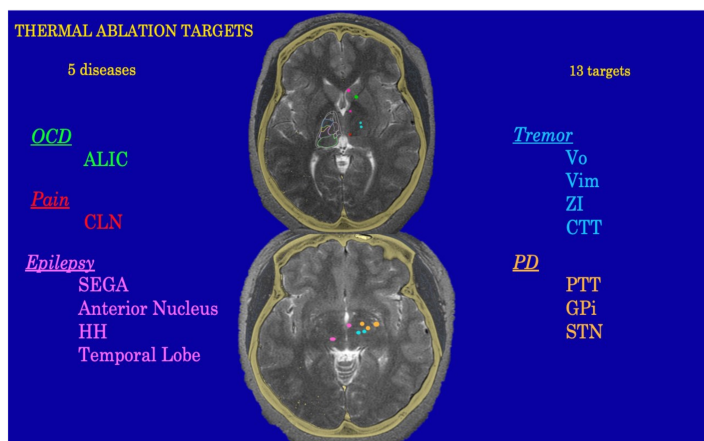 THERMAL ABLATION TARGETS
5 diseases
13 targets
OCD
ALIC
Pain
CLN
Epilepsy
SEGA
Anterior Nucleus
HH
Temporal Lobe
Tremor
Vo
Vim
ZI
CTT
PD
PTT
GPi
STN